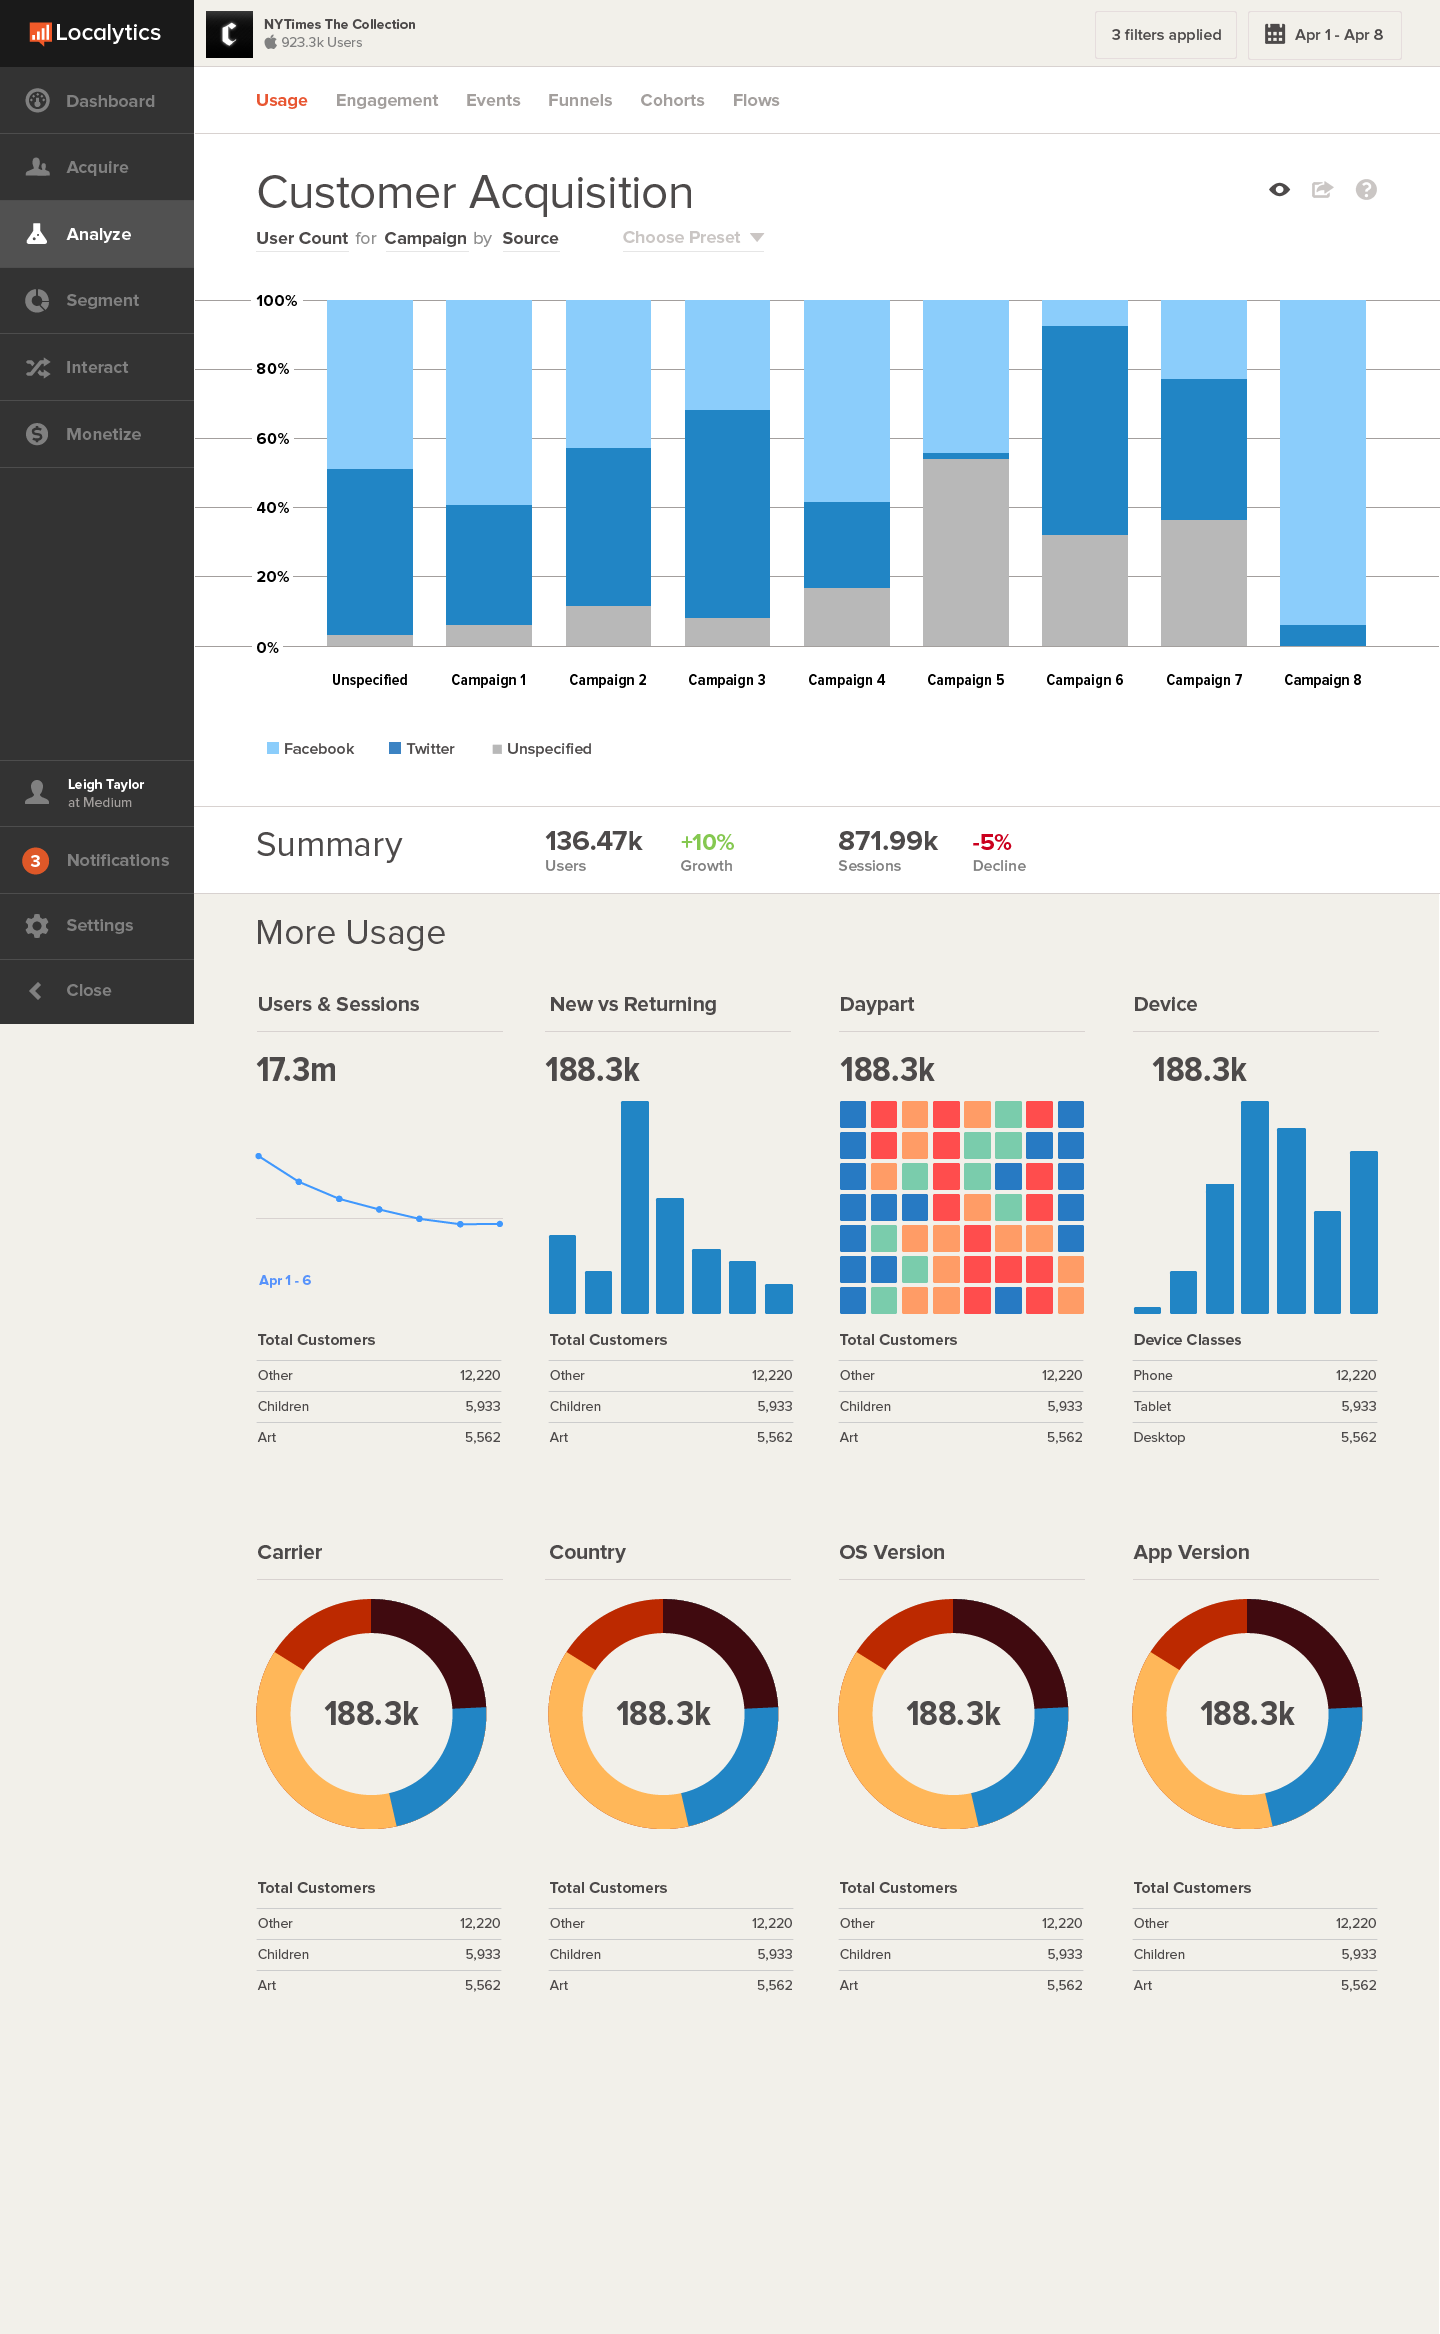 Localytics
NYTimes The Collection
923.3k Users
3 filters applied
Apr 1 - Apr 8
Dashboard
Acquire
Analyze
Segment
Interact
Monetize
Leigh Taylor
at Medium
3 Notifications
Settings
Close
Usage Engagement Events Funnels Cohorts Flows
Customer Acquisition
User Count for Campaign by Source Choose Preset
100%
80%
60%
40%
20%
0%
Unspecified Campaign 1 Campaign 2 Campaign 3 Campaign 4 Campaign 5 Campaign 6 Campaign 7 Campaign 8
Facebook Twitter Unspecified
Summary
136.47k +10% 871.99k -5%
Users Growth Sessions Decline
More Usage
Users & Sessions New vs Returning Daypart Device
17.3m 188.3k 188.3k 188.3k
Apr 1 - 6
Total Customers Total Customers Total Customers Device Classes
Other 12,220 Other 12,220 Other 12,220 Phone 12,220
Children 5,933 Children 5,933 Children 5,933 Tablet 5,933
Art 5,562 Art 5,562 Art 5,562 Desktop 5,562
Carrier Country OS Version App Version
188.3k 188.3k 188.3k 188.3k
Total Customers Total Customers Total Customers Total Customers
Other 12,220 Other 12,220 Other 12,220 Other 12,220
Children 5,933 Children 5,933 Children 5,933 Children 5,933
Art 5,562 Art 5,562 Art 5,562 Art 5,562